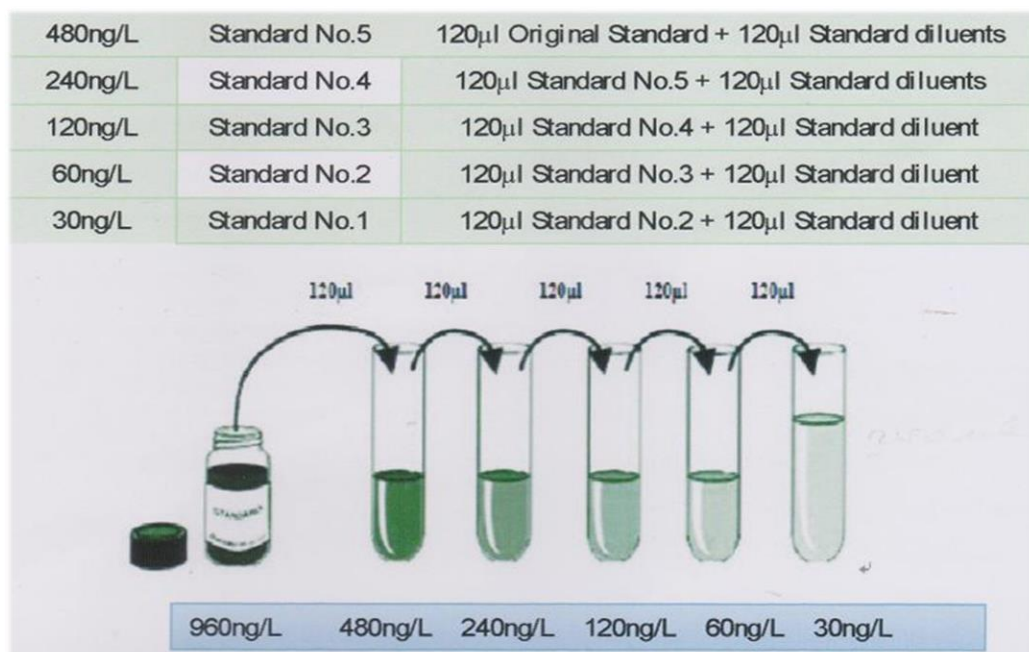 480ng/L Standard No.5 120µl Original Standard + 120µl Standard diluents
240ng/L Standard No.4 120µl Standard No.5 + 120µl Standard diluents
120ng/L Standard No.3 120µl Standard No.4 + 120µl Standard diluent
60ng/L Standard No.2 120µl Standard No.3 + 120µl Standard diluent
30ng/L Standard No.1 120µl Standard No.2 + 120µl Standard diluent
120µl 120µl 120µl 120µl 120µl
STANDARD
960ng/L 480ng/L 240ng/L 120ng/L 60ng/L 30ng/L